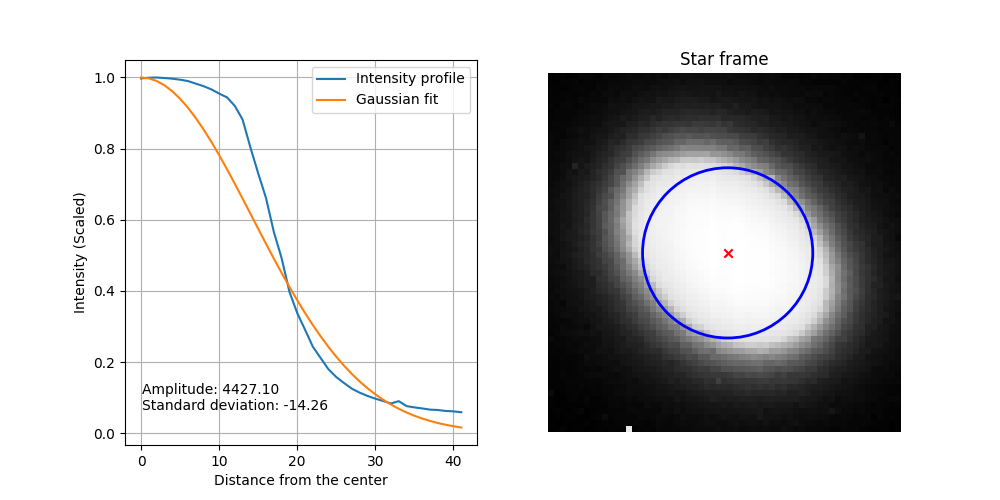 Star frame
Intensity profile
Gaussian fit
1.0
0.8
0.6
0.4
0.2
0.0
Intensity (Scaled)
Amplitude: 4427.10
Standard deviation: -14.26
0 10 20 30 40
Distance from the center